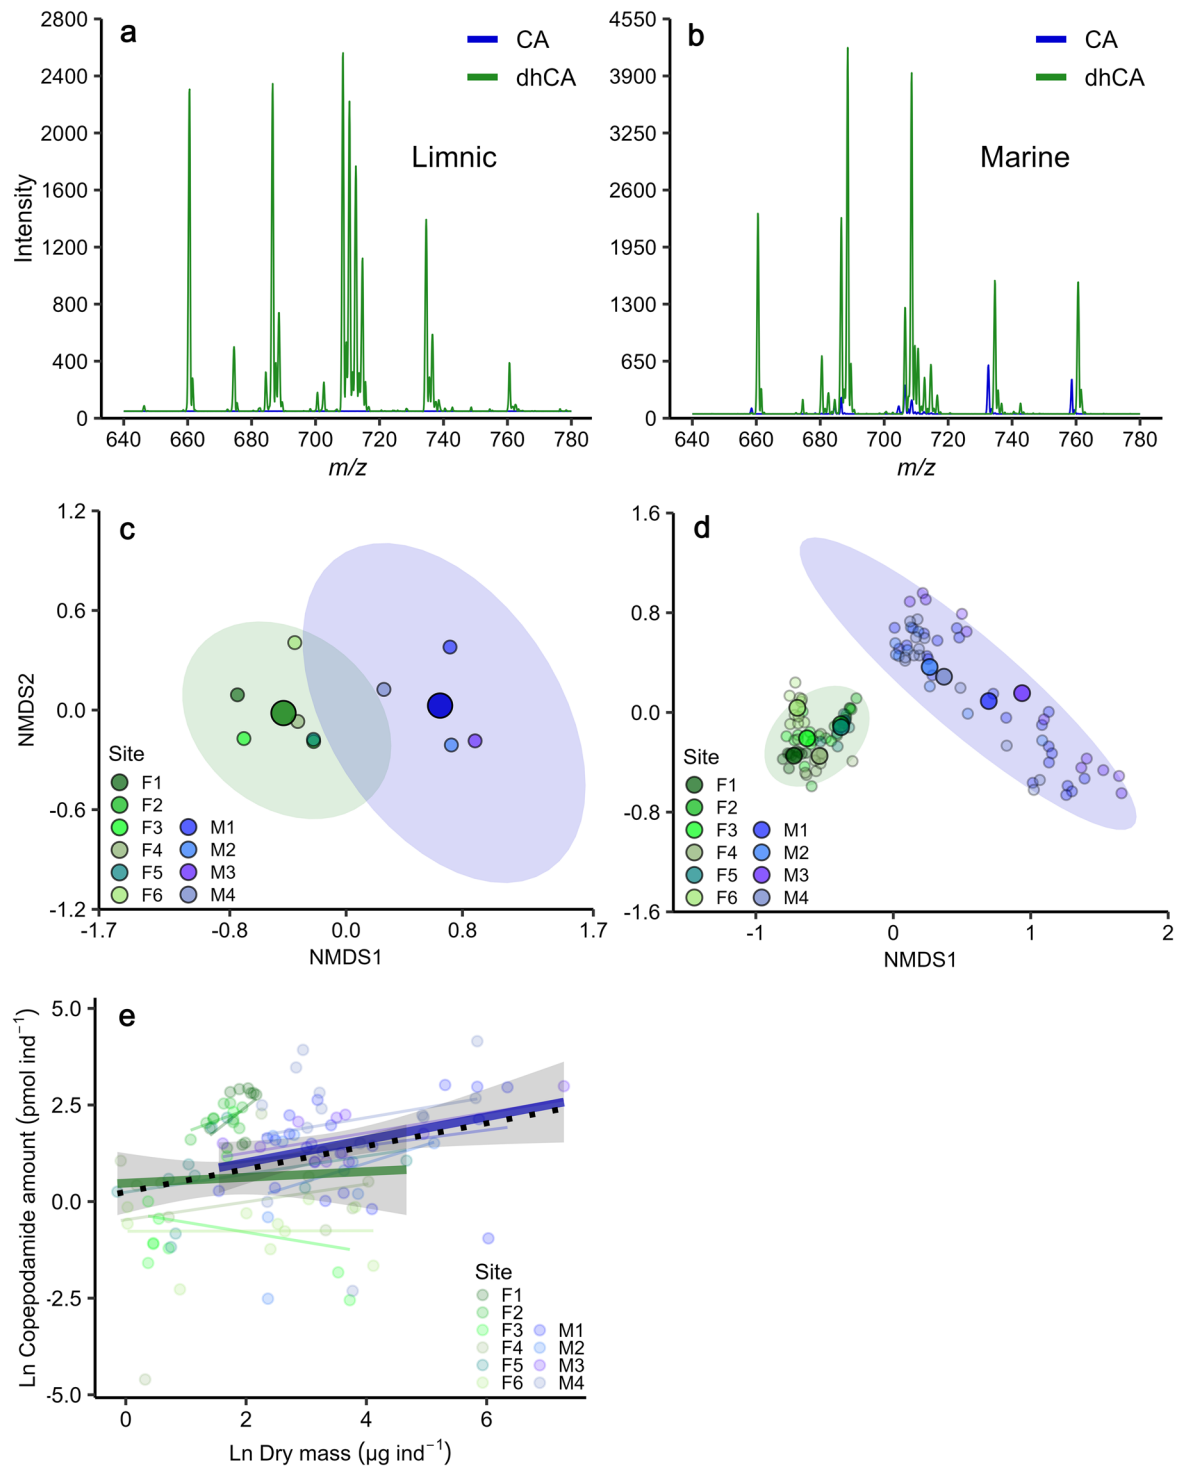 a
CA
dhCA
Limnic
Intensity
2800
2400
2000
1600
1200
800
400
0
640 660 680 700 720 740 760 780
m/z
b
CA
dhCA
Marine
4550
3900
3250
2600
1950
1300
650
0
640 660 680 700 720 740 760 780
m/z
c
NMDS2
1.2
0.6
0.0
-0.6
-1.2
Site
F1
F2
F3 M1
F4 M2
F5 M3
F6 M4
-1.7 -0.8 0.0 0.8 1.7
NMDS1
d
1.6
0.8
0.0
-0.8
-1.6
Site
F1
F2
F3 M1
F4 M2
F5 M3
F6 M4
-1 0 1 2
NMDS1
e
Ln Copepodamide amount (pmol ind⁻¹)
5.0
2.5
0.0
-2.5
-5.0
Site
F1
F2
F3 M1
F4 M2
F5 M3
F6 M4
0 2 4 6
Ln Dry mass (µg ind⁻¹)